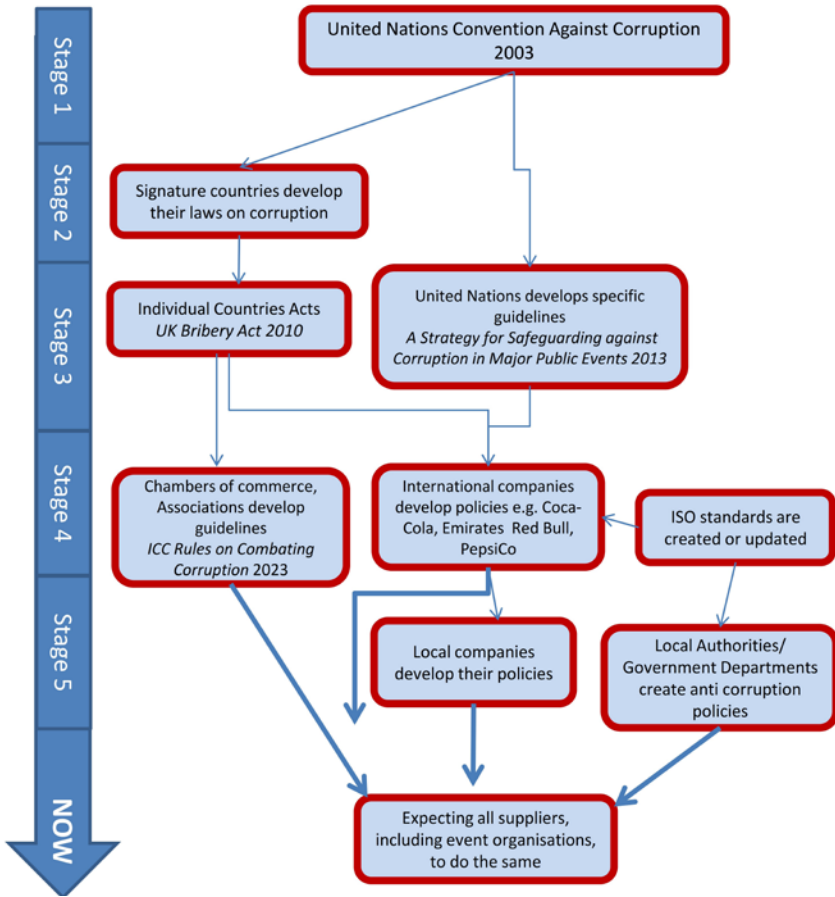 Stage 1
United Nations Convention Against Corruption
2003
Stage 2
Signature countries develop
their laws on corruption
Stage 3
Individual Countries Acts
UK Bribery Act 2010
United Nations develops specific
guidelines
A Strategy for Safeguarding against
Corruption in Major Public Events 2013
Stage 4
Chambers of commerce,
Associations develop
guidelines
ICC Rules on Combating
Corruption 2023
International companies
develop policies e.g. Coca-
Cola, Emirates Red Bull,
PepsiCo
ISO standards are
created or updated
Stage 5
Local companies
develop their policies
Local Authorities/
Government Departments
create anti corruption
policies
NOW
Expecting all suppliers,
including event organisations,
to do the same